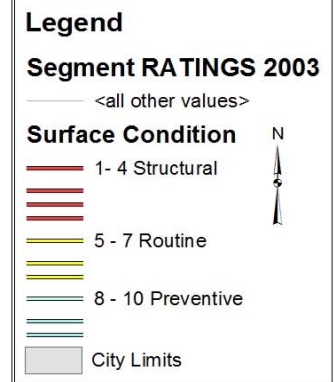 Legend
Segment RATINGS 2003
<all other values>
Surface Condition
N
1- 4 Structural
5 - 7 Routine
8 - 10 Preventive
City Limits